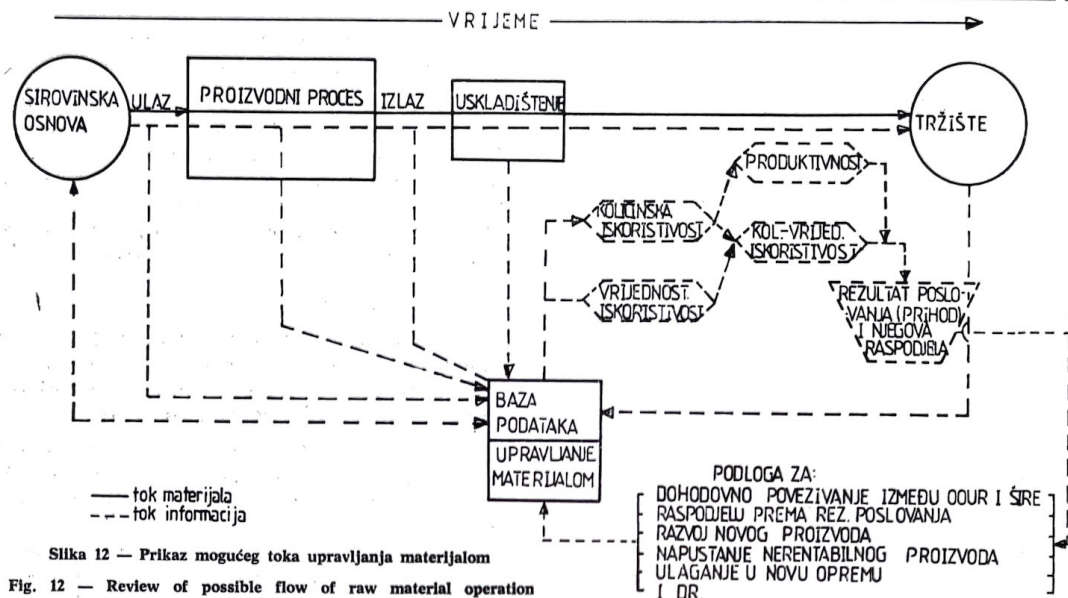 VRIJEME
SIROVINSKA
OSNOVA
ULAZ
PROIZVODNI PROCES
IZLAZ
USKLADIŠTENJE
TRŽIŠTE
PRODUKTIVNOST
KOLIČINSKA
ISKORISTIVOST
KOL.-VRIJED.
ISKORISTIVOST
VRIJEDNOST.
ISKORISTIVOST
REZULTAT POSLO-
VANJA (PRIHOD)
I NJEGOVA
RASPODJELA
BAZA
PODATAKA
UPRAVLJANJE
MATERIJALOM
PODLOGA ZA:
DOHODOVNO POVEZIVANJE IZMEĐU OOUR I ŠIRE
RASPODJELU PREMA REZ. POSLOVANJA
RAZVOJ NOVOG PROIZVODA
NAPUSTANJE NERENTABILNOG PROIZVODA
ULAGANJE U NOVU OPREMU
I DR.
tok materijala
tok informacija
Slika 12 — Prikaz mogućeg toka upravljanja materijalom
Fig. 12 — Review of possible flow of raw material operation